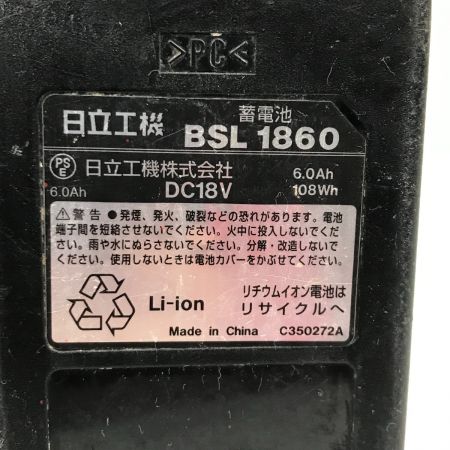 >PC<
蓄電池
日立工機 BSL 1860
PSE 日立工機株式会社 6.0Ah
6.0Ah DC18V 108Wh
⚠警告 ●発煙、発火、破裂などの恐れがあります。電池
端子間を短絡させないでください。火中に投入しないでく
ださい。雨や水にぬらさないでください。分解・改造しないで
ください。使用しないときは電池カバーをかぶせてください。
Li-ion リチウムイオン電池は
リサイクルへ
Made in China C350272A